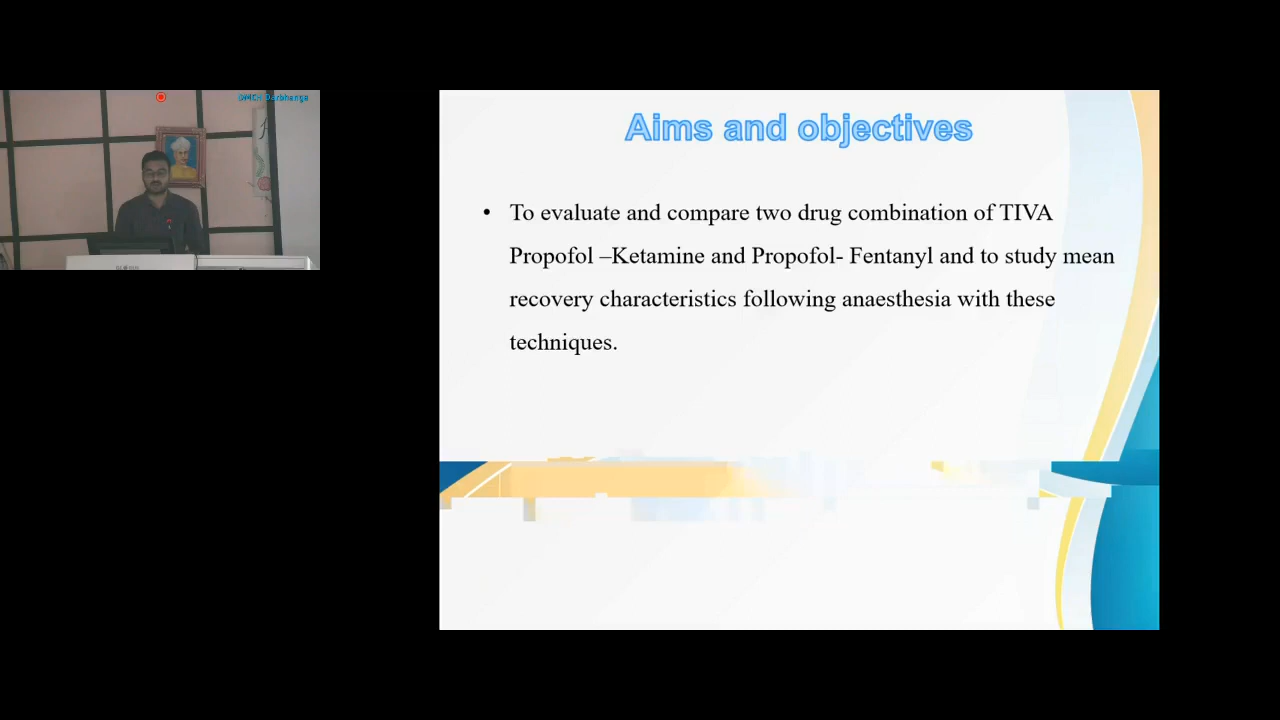 Aims and objectives
• To evaluate and compare two drug combination of TIVA
Propofol –Ketamine and Propofol- Fentanyl and to study mean
recovery characteristics following anaesthesia with these
techniques.